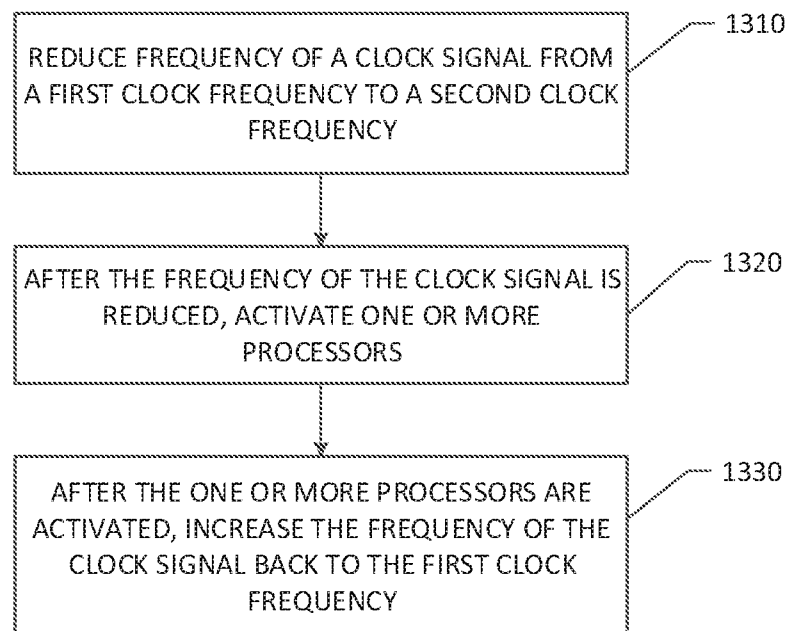 1310
REDUCE FREQUENCY OF A CLOCK SIGNAL FROM
A FIRST CLOCK FREQUENCY TO A SECOND CLOCK
FREQUENCY
1320
AFTER THE FREQUENCY OF THE CLOCK SIGNAL IS
REDUCED, ACTIVATE ONE OR MORE
PROCESSORS
1330
AFTER THE ONE OR MORE PROCESSORS ARE
ACTIVATED, INCREASE THE FREQUENCY OF THE
CLOCK SIGNAL BACK TO THE FIRST CLOCK
FREQUENCY